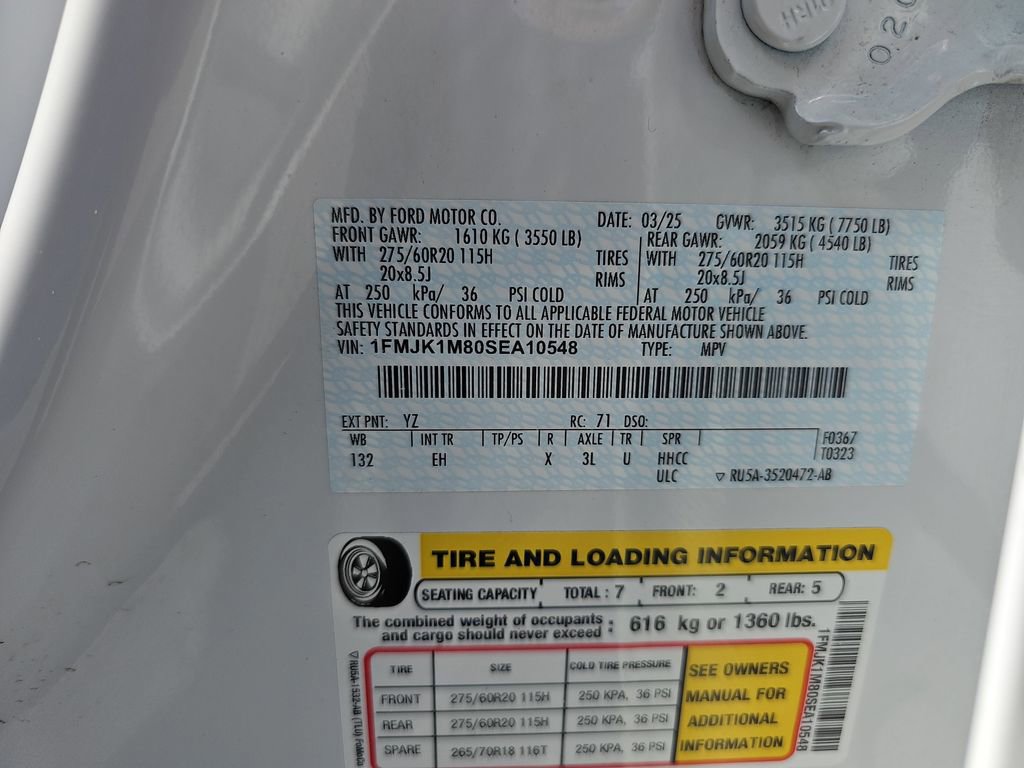 HTRH
020
MFD. BY FORD MOTOR CO. DATE: 03/25 GVWR: 3515 KG ( 7750 LB)
FRONT GAWR: 1610 KG ( 3550 LB) REAR GAWR: 2059 KG ( 4540 LB)
WITH 275/60R20 115H TIRES WITH 275/60R20 115H TIRES
20x8.5J RIMS 20x8.5J RIMS
AT 250 kPa/ 36 PSI COLD AT 250 kPa/ 36 PSI COLD
THIS VEHICLE CONFORMS TO ALL APPLICABLE FEDERAL MOTOR VEHICLE
SAFETY STANDARDS IN EFFECT ON THE DATE OF MANUFACTURE SHOWN ABOVE.
VIN: 1FMJK1M80SEA10548 TYPE: MPV
EXT PNT: YZ RC: 71 DSO:
WB INT TR TP/PS R AXLE TR SPR F0367
132 EH X 3L U HHCC T0323
ULC ▽ RU5A-3520472-AB
TIRE AND LOADING INFORMATION
SEATING CAPACITY TOTAL : 7 FRONT: 2 REAR: 5
The combined weight of occupants
and cargo should never exceed : 616 kg or 1360 lbs.
TIRE SIZE COLD TIRE PRESSURE
FRONT 275/60R20 115H 250 KPA, 36 PSI
REAR 275/60R20 115H 250 KPA, 36 PSI
SPARE 265/70R18 116T 250 KPA, 36 PSI
SEE OWNERS
MANUAL FOR
ADDITIONAL
INFORMATION
1FMJK1M80SEA10548